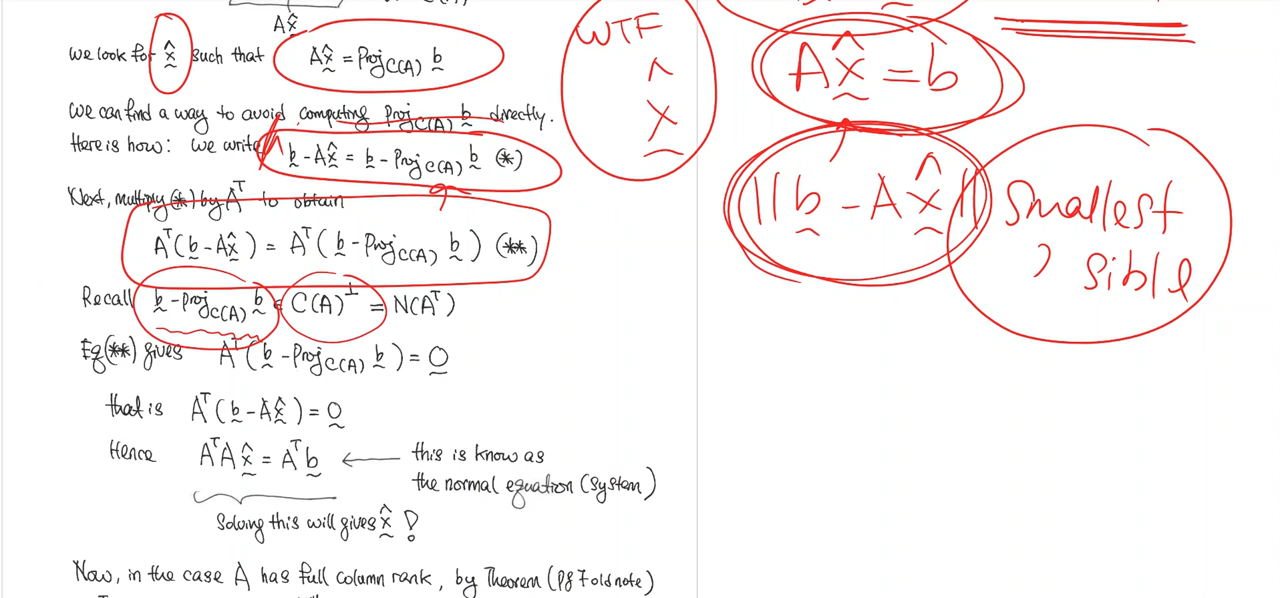 A x̂
we look for x̂ such that A x̂ = Proj_C(A) b
we can find a way to avoid computing Proj_C(A) b directly.
Here is how: we write b - A x̂ = b - Proj_C(A) b (*)
Next, multiply (*) by A^T to obtain
A^T(b - A x̂) = A^T(b - Proj_C(A) b) (**)
Recall b - Proj_C(A) b ∈ C(A)^⊥ = N(A^T)
Eq(**) gives A^T(b - Proj_C(A) b) = 0
that is A^T(b - A x̂) = 0
Hence A^T A x̂ = A^T b ← this is know as
the normal equation (system)
Solving this will gives x̂ !
Now, in the case A has full column rank, by Theorem (Pg 7 old note)
WTF
x̂
A x̂ = b
||b - A x̂|| smallest
sible